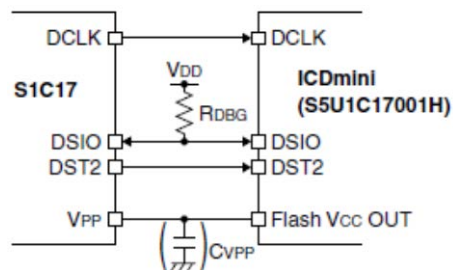 DCLK DCLK
VDD
S1C17 ICDmini
(S5U1C17001H)
RDBG
DSIO DSIO
DST2 DST2
VPP Flash VCC OUT
CVPP